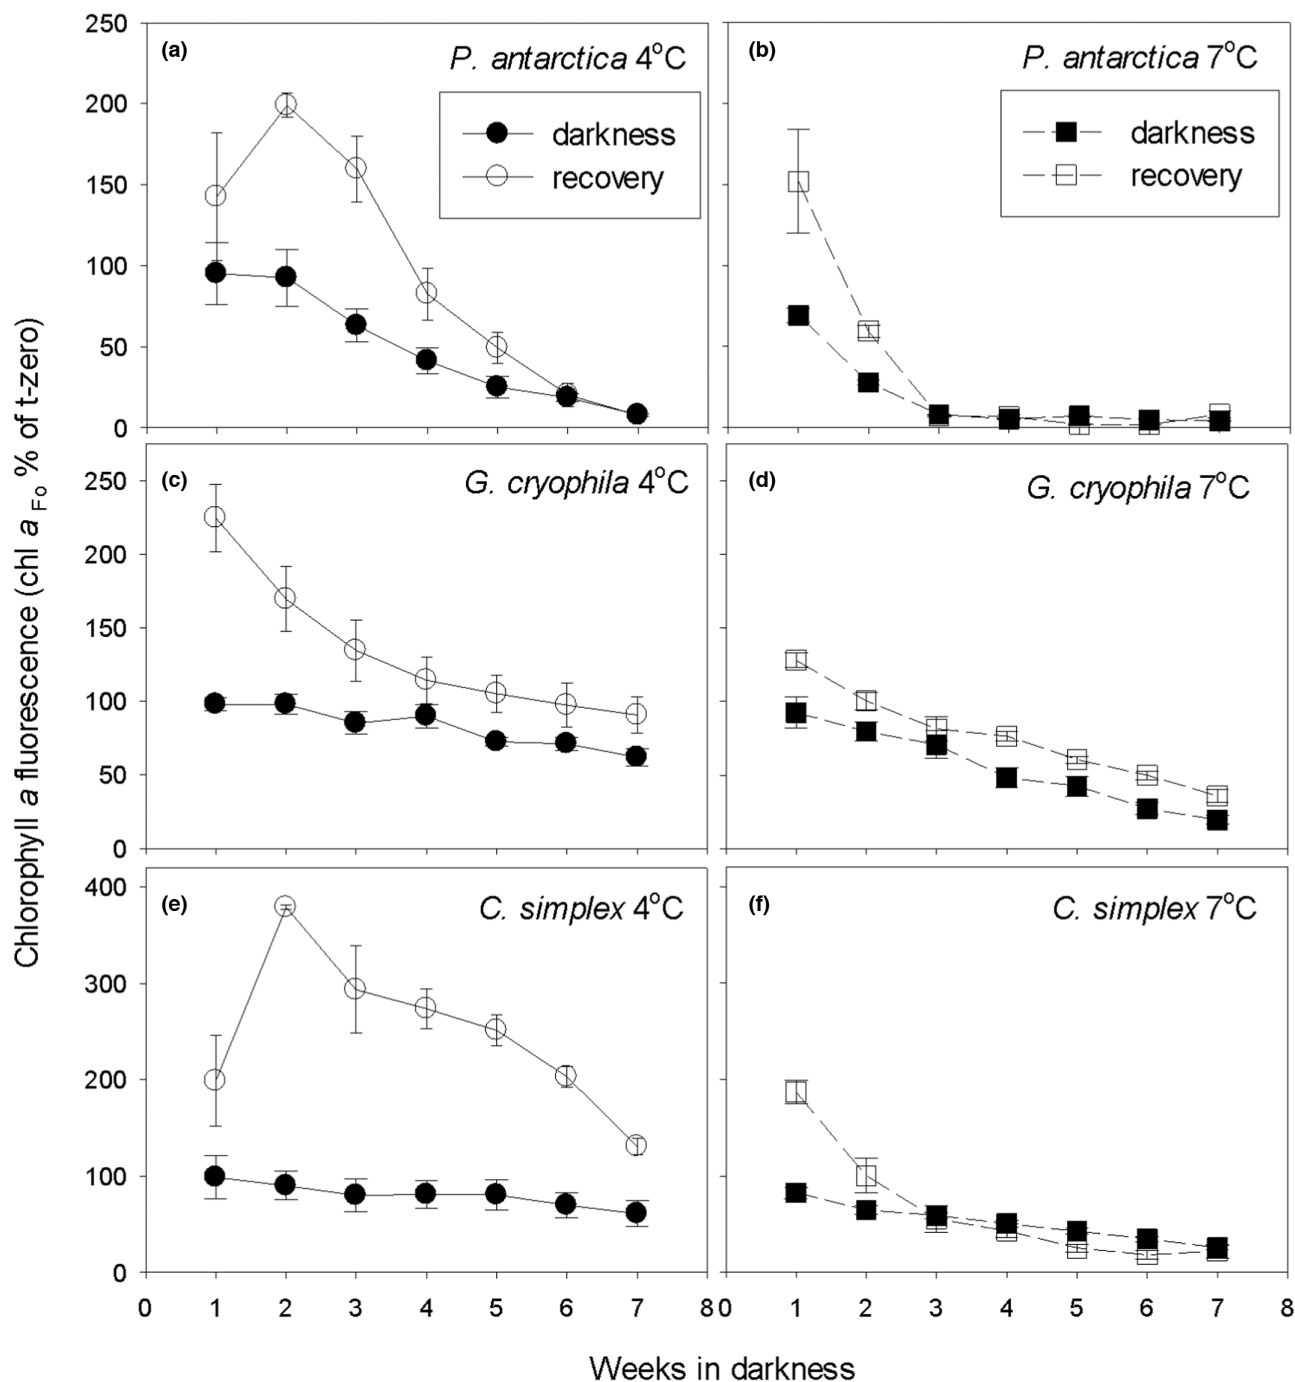 Chlorophyll a fluorescence (chl a Fo % of t-zero)
250
200
150
100
50
0
(a)
P. antarctica 4°C
darkness
recovery
(b)
P. antarctica 7°C
darkness
recovery
250
200
150
100
50
0
(c)
G. cryophila 4°C
(d)
G. cryophila 7°C
400
300
200
100
0
(e)
C. simplex 4°C
(f)
C. simplex 7°C
0 1 2 3 4 5 6 7 8 0 1 2 3 4 5 6 7 8
Weeks in darkness